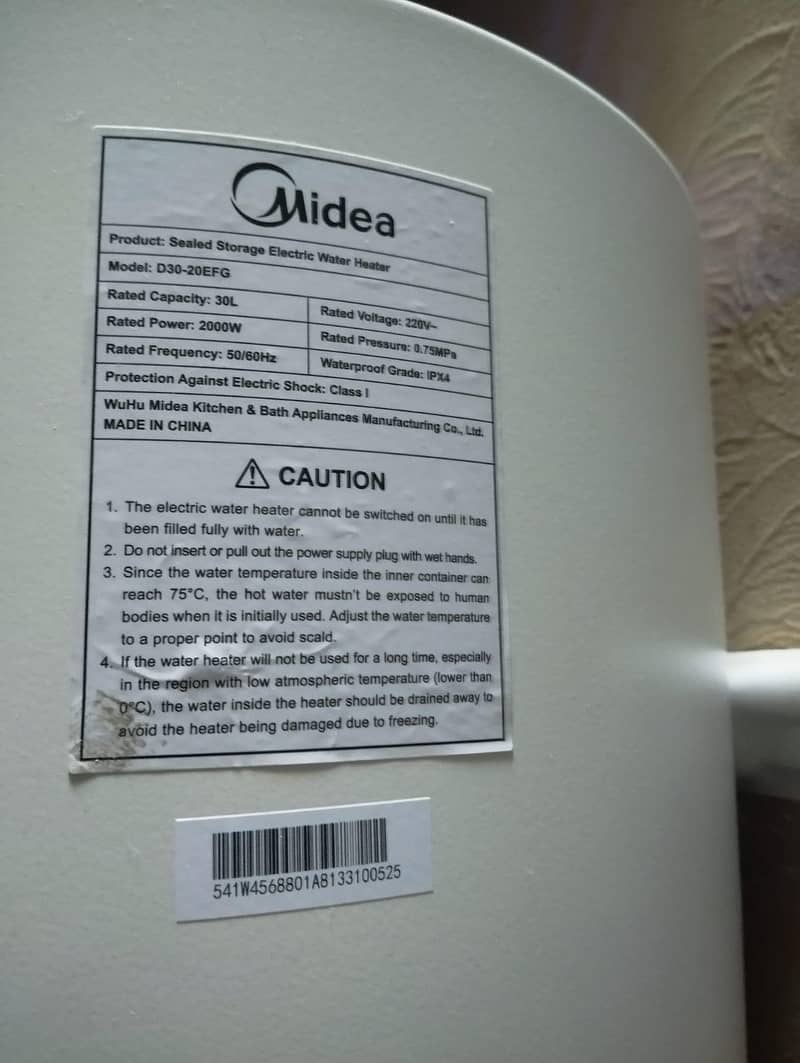 Midea
Product: Sealed Storage Electric Water Heater
Model: D30-20EFG
Rated Capacity: 30L
Rated Voltage: 220V~
Rated Power: 2000W
Rated Pressure: 0.75MPa
Rated Frequency: 50/60Hz
Waterproof Grade: IPX4
Protection Against Electric Shock: Class I
WuHu Midea Kitchen & Bath Appliances Manufacturing Co., Ltd.
MADE IN CHINA
CAUTION
1. The electric water heater cannot be switched on until it has
been filled fully with water.
2. Do not insert or pull out the power supply plug with wet hands.
3. Since the water temperature inside the inner container can
reach 75°C, the hot water mustn't be exposed to human
bodies when it is initially used. Adjust the water temperature
to a proper point to avoid scald.
4. If the water heater will not be used for a long time, especially
in the region with low atmospheric temperature (lower than
0°C), the water inside the heater should be drained away to
avoid the heater being damaged due to freezing.
541W4568801A8133100525